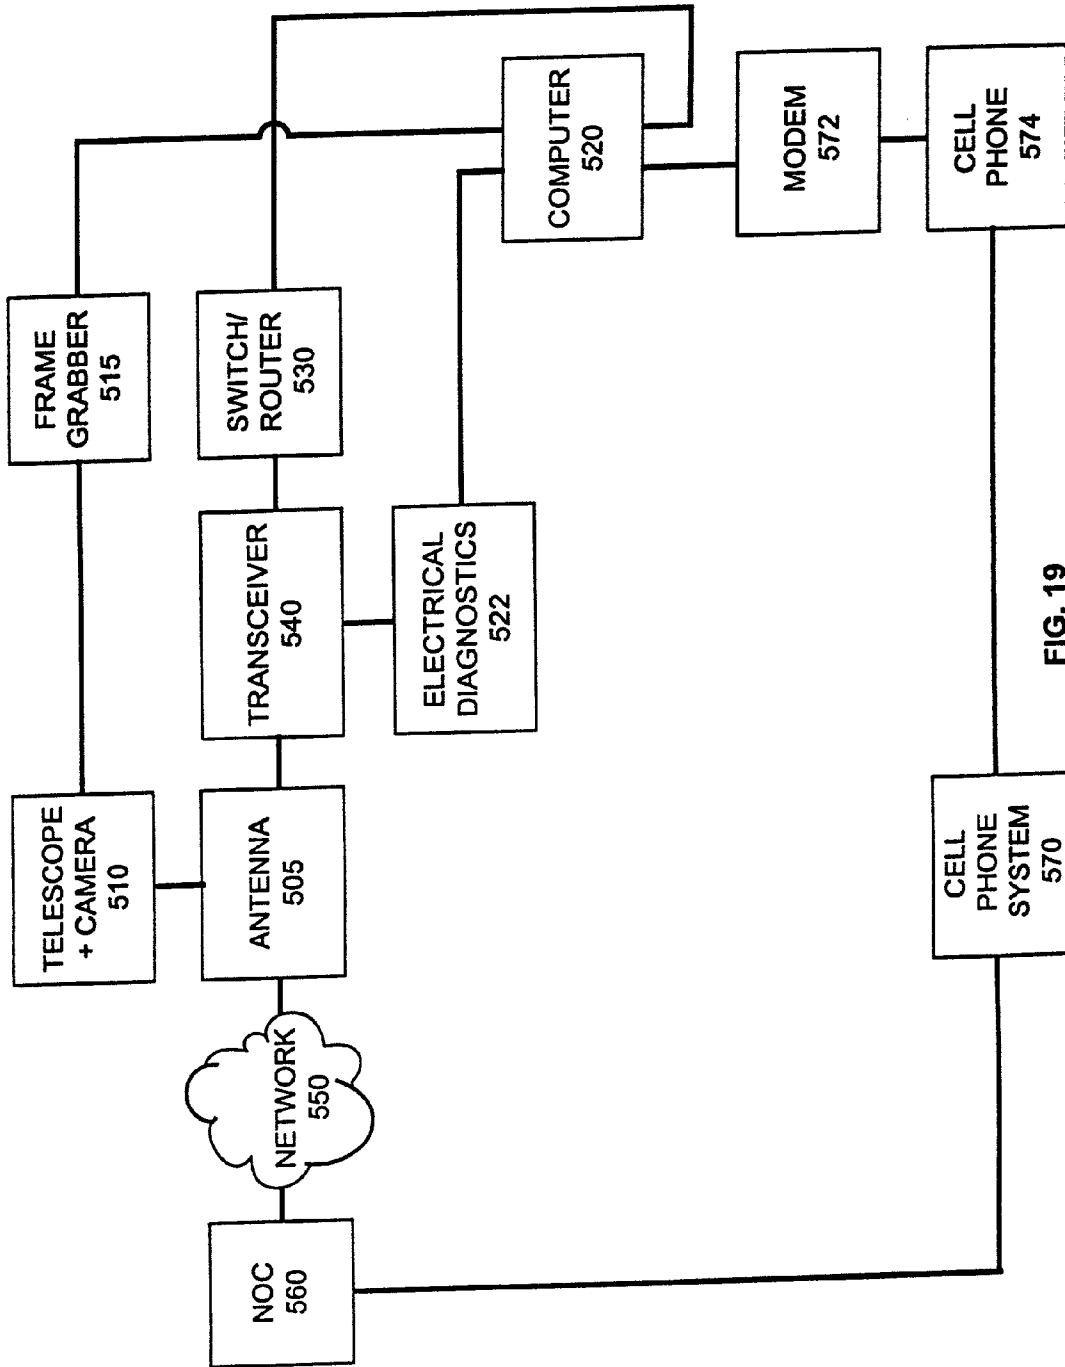 TELESCOPE
+ CAMERA
510
FRAME
GRABBER
515
NOC
560
NETWORK
550
ANTENNA
505
TRANSCEIVER
540
SWITCH/
ROUTER
530
ELECTRICAL
DIAGNOSTICS
522
COMPUTER
520
MODEM
572
CELL
PHONE
SYSTEM
570
CELL
PHONE
574
FIG. 19